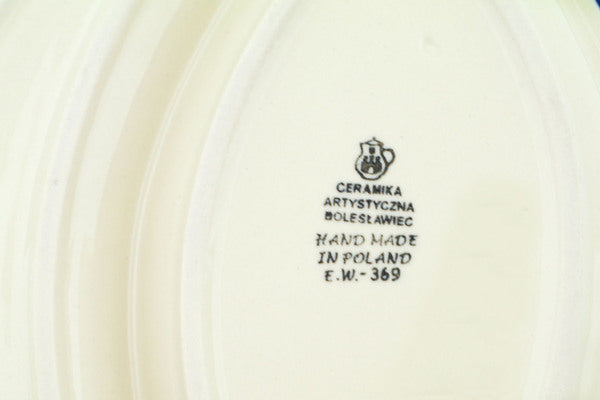 CERAMIKA
ARTYSTYCZNA
BOLESŁAWIEC
HAND MADE
IN POLAND
E.W.-369